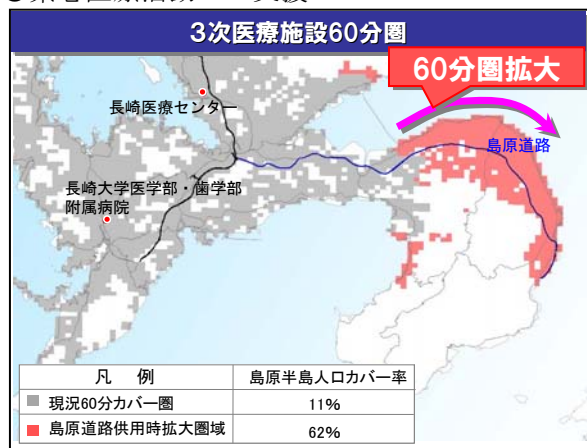 3次医療施設60分圏
60分圏拡大
長崎医療センター
島原道路
長崎大学医学部・歯学部
附属病院
凡 例 島原半島人口カバー率
現況60分カバー圏 11%
島原道路供用時拡大圏域 62%